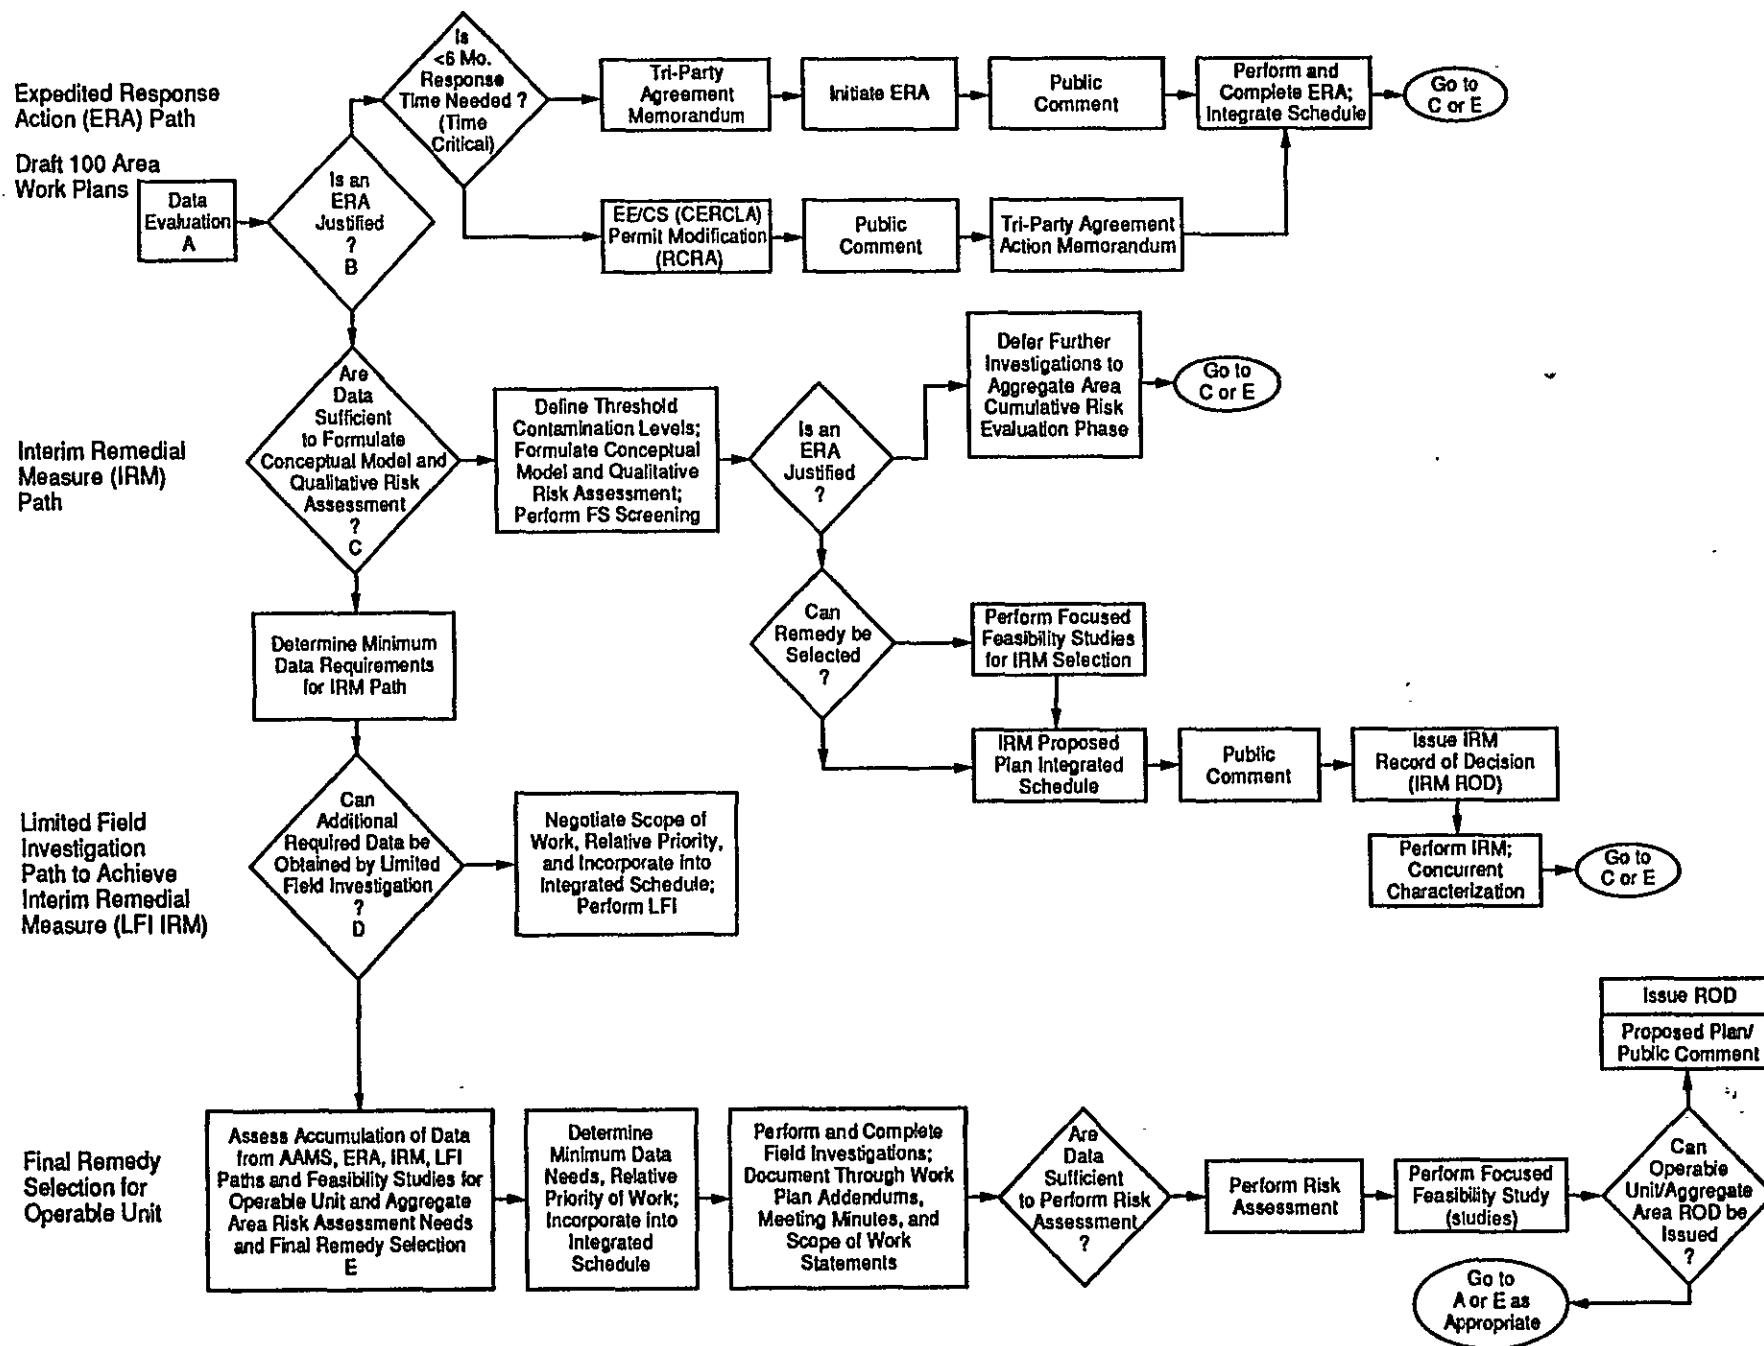 Expedited Response
Action (ERA) Path
Draft 100 Area
Work Plans
Data
Evaluation
A
Is an
ERA
Justified
?
B
Is
<6 Mo.
Response
Time Needed ?
(Time
Critical)
Tri-Party
Agreement
Memorandum
Initiate ERA
Public
Comment
Perform and
Complete ERA;
Integrate Schedule
Go to
C or E
EE/CS (CERCLA)
Permit Modification
(RCRA)
Public
Comment
Tri-Party Agreement
Action Memorandum
Interim Remedial
Measure (IRM)
Path
Are
Data
Sufficient
to Formulate
Conceptual Model and
Qualitative Risk
Assessment
?
C
Define Threshold
Contamination Levels;
Formulate Conceptual
Model and Qualitative
Risk Assessment;
Perform FS Screening
Is an
ERA
Justified
?
Defer Further
Investigations to
Aggregate Area
Cumulative Risk
Evaluation Phase
Go to
C or E
Determine Minimum
Data Requirements
for IRM Path
Can
Remedy be
Selected
?
Perform Focused
Feasibility Studies
for IRM Selection
IRM Proposed
Plan Integrated
Schedule
Public
Comment
Issue IRM
Record of Decision
(IRM ROD)
Perform IRM;
Concurrent
Characterization
Go to
C or E
Limited Field
Investigation
Path to Achieve
Interim Remedial
Measure (LFI IRM)
Can
Additional
Required Data be
Obtained by Limited
Field Investigation
?
D
Negotiate Scope of
Work, Relative Priority,
and Incorporate into
Integrated Schedule;
Perform LFI
Final Remedy
Selection for
Operable Unit
Assess Accumulation of Data
from AAMS, ERA, IRM, LFI
Paths and Feasibility Studies for
Operable Unit and Aggregate
Area Risk Assessment Needs
and Final Remedy Selection
E
Determine
Minimum Data
Needs, Relative
Priority of Work;
Incorporate into
Integrated
Schedule
Perform and Complete
Field Investigations;
Document Through Work
Plan Addendums,
Meeting Minutes, and
Scope of Work
Statements
Are
Data
Sufficient
to Perform Risk
Assessment
?
Perform Risk
Assessment
Perform Focused
Feasibility Study
(studies)
Can
Operable
Unit/Aggregate
Area ROD be
Issued
?
Issue ROD
Proposed Plan/
Public Comment
Go to
A or E as
Appropriate